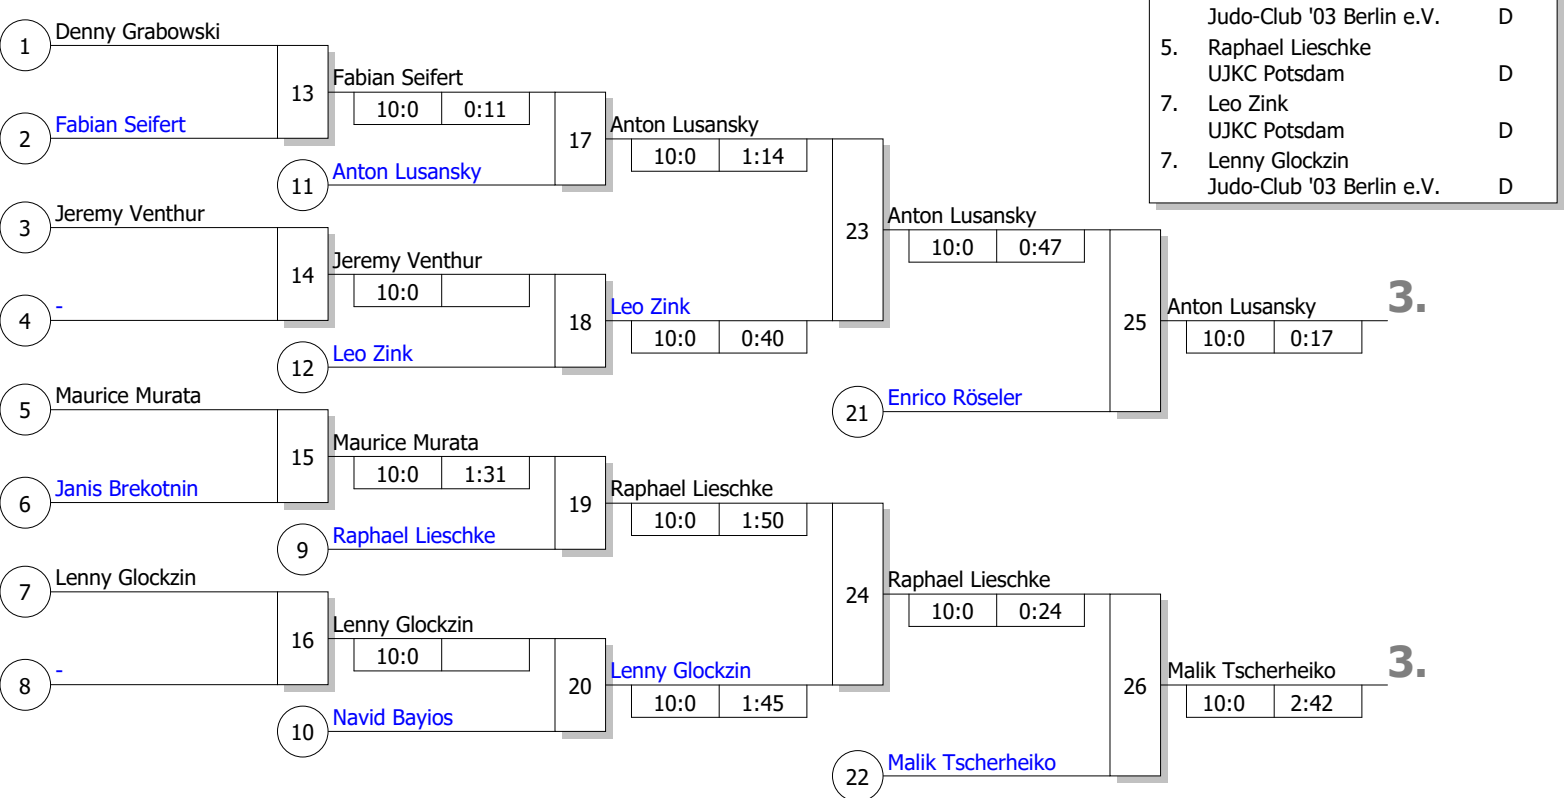 Judo-Club '03 Berlin e.V. D
5. Raphael Lieschke
UJKC Potsdam D
7. Leo Zink
UJKC Potsdam D
7. Lenny Glockzin
Judo-Club '03 Berlin e.V. D
1 Denny Grabowski
13 Fabian Seifert
10:0 0:11
2 Fabian Seifert
17 Anton Lusansky
10:0 1:14
11 Anton Lusansky
3 Jeremy Venthur
23 Anton Lusansky
10:0 0:47
14 Jeremy Venthur
10:0
4 -
18 Leo Zink
10:0 0:40
12 Leo Zink
25 Anton Lusansky 3.
10:0 0:17
5 Maurice Murata
21 Enrico Röseler
15 Maurice Murata
10:0 1:31
6 Janis Brekotnin
19 Raphael Lieschke
10:0 1:50
9 Raphael Lieschke
7 Lenny Glockzin
24 Raphael Lieschke
10:0 0:24
16 Lenny Glockzin
10:0
8 -
20 Lenny Glockzin
10:0 1:45
10 Navid Bayios
26 Malik Tscherheiko 3.
10:0 2:42
22 Malik Tscherheiko